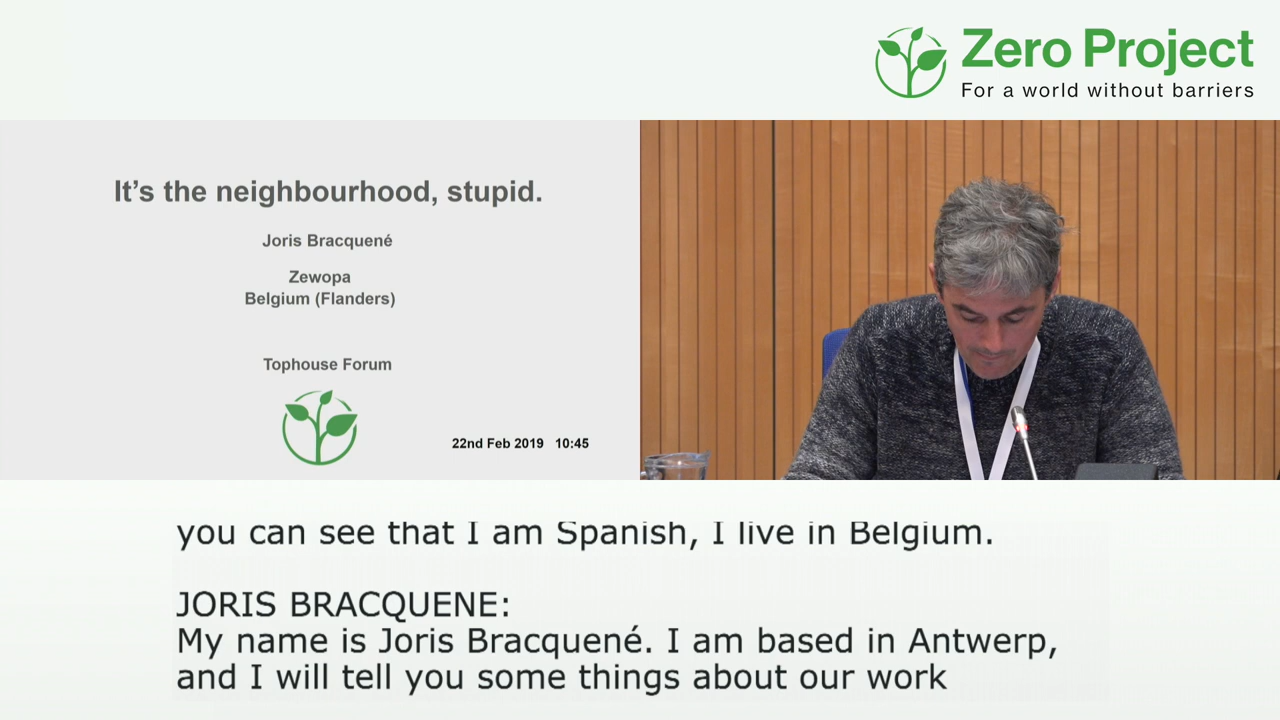 Zero Project
For a world without barriers
It's the neighbourhood, stupid.
Joris Bracquené
Zewopa
Belgium (Flanders)
Tophouse Forum
22nd Feb 2019 10:45
you can see that I am Spanish, I live in Belgium.
JORIS BRACQUENE:
My name is Joris Bracquené. I am based in Antwerp,
and I will tell you some things about our work